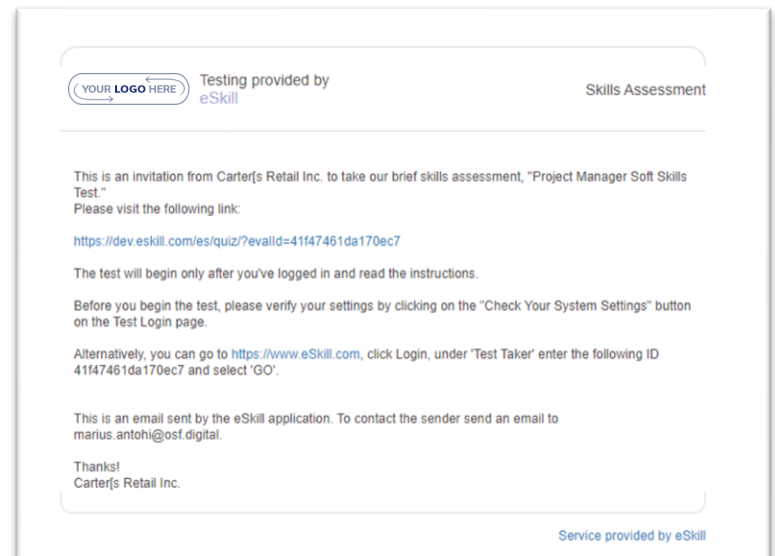 YOUR LOGO HERE
Testing provided by
eSkill
Skills Assessment
This is an invitation from Carter[s Retail Inc. to take our brief skills assessment, "Project Manager Soft Skills
Test."
Please visit the following link:
https://dev.eskill.com/es/quiz/?evalId=41f47461da170ec7
The test will begin only after you've logged in and read the instructions.
Before you begin the test, please verify your settings by clicking on the "Check Your System Settings" button
on the Test Login page.
Alternatively, you can go to https://www.eSkill.com, click Login, under 'Test Taker' enter the following ID
41f47461da170ec7 and select 'GO'.
This is an email sent by the eSkill application. To contact the sender send an email to
marius.antohi@osf.digital.
Thanks!
Carter[s Retail Inc.
Service provided by eSkill